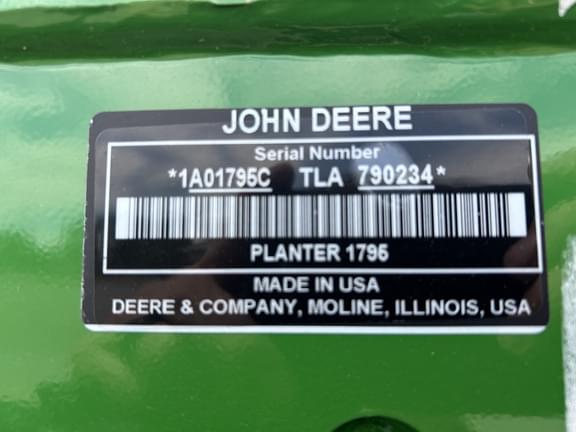 JOHN DEERE
Serial Number
*1A01795C TLA 790234*
PLANTER 1795
MADE IN USA
DEERE & COMPANY, MOLINE, ILLINOIS, USA